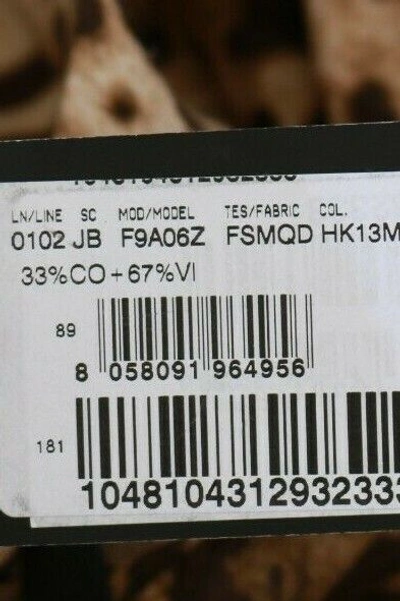 LN/LINE SC MOD/MODEL TES/FABRIC COL.
0102 JB F9A06Z FSMQD HK13M
33%CO+67%VI
89
8 058091 964956
181
1048104312932333